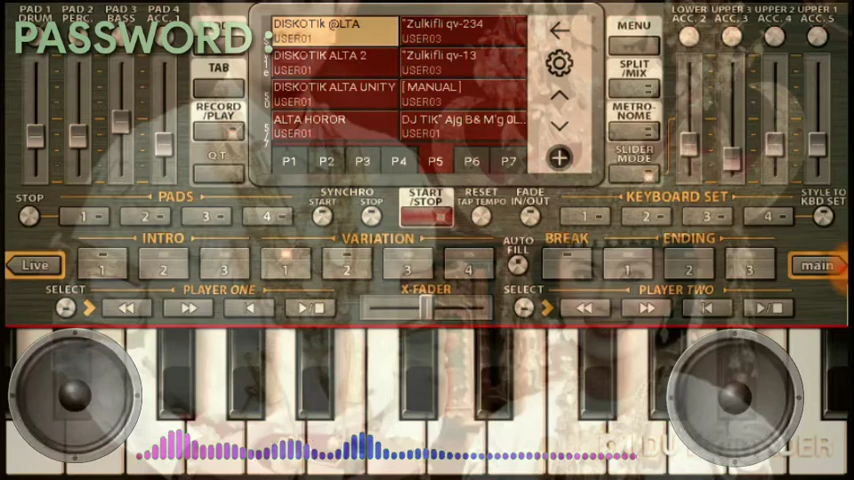 PAD 1 PAD 2 PAD 3 PAD 4
DRUM PERC. BASS ACC.1
PASSWORD
DISKOTIK @LTA
USER01
"Zulkifli qv-234
USER03
DISKOTIK ALTA 2
USER01
"Zulkifli qv-13
USER03
DISKOTIK ALTA UNITY
USER01
[MANUAL]
USER03
ALTA HOROR
USER01
DJ TIK" Ajg B& M'g 0L...
USER01
P1 P2 P3 P4 P5 P6 P7
TAB
RECORD
/PLAY
Q.T
MENU
SPLIT
/MIX
METRO-
NOME
SLIDER
MODE
LOWER UPPER 3 UPPER 2 UPPER 1
ACC. 2 ACC. 3 ACC. 4 ACC. 5
STOP
PADS
1 2 3 4
SYNCHRO
START STOP
START
/STOP
RESET
TAP TEMPO
FADE
IN/OUT
KEYBOARD SET
1 2 3 4
STYLE TO
KBD SET
Live
INTRO
1 2 3
VARIATION
1 2 3 4
AUTO
FILL
BREAK
ENDING
1 2 3
main
SELECT
PLAYER ONE
X-FADER
SELECT
PLAYER TWO